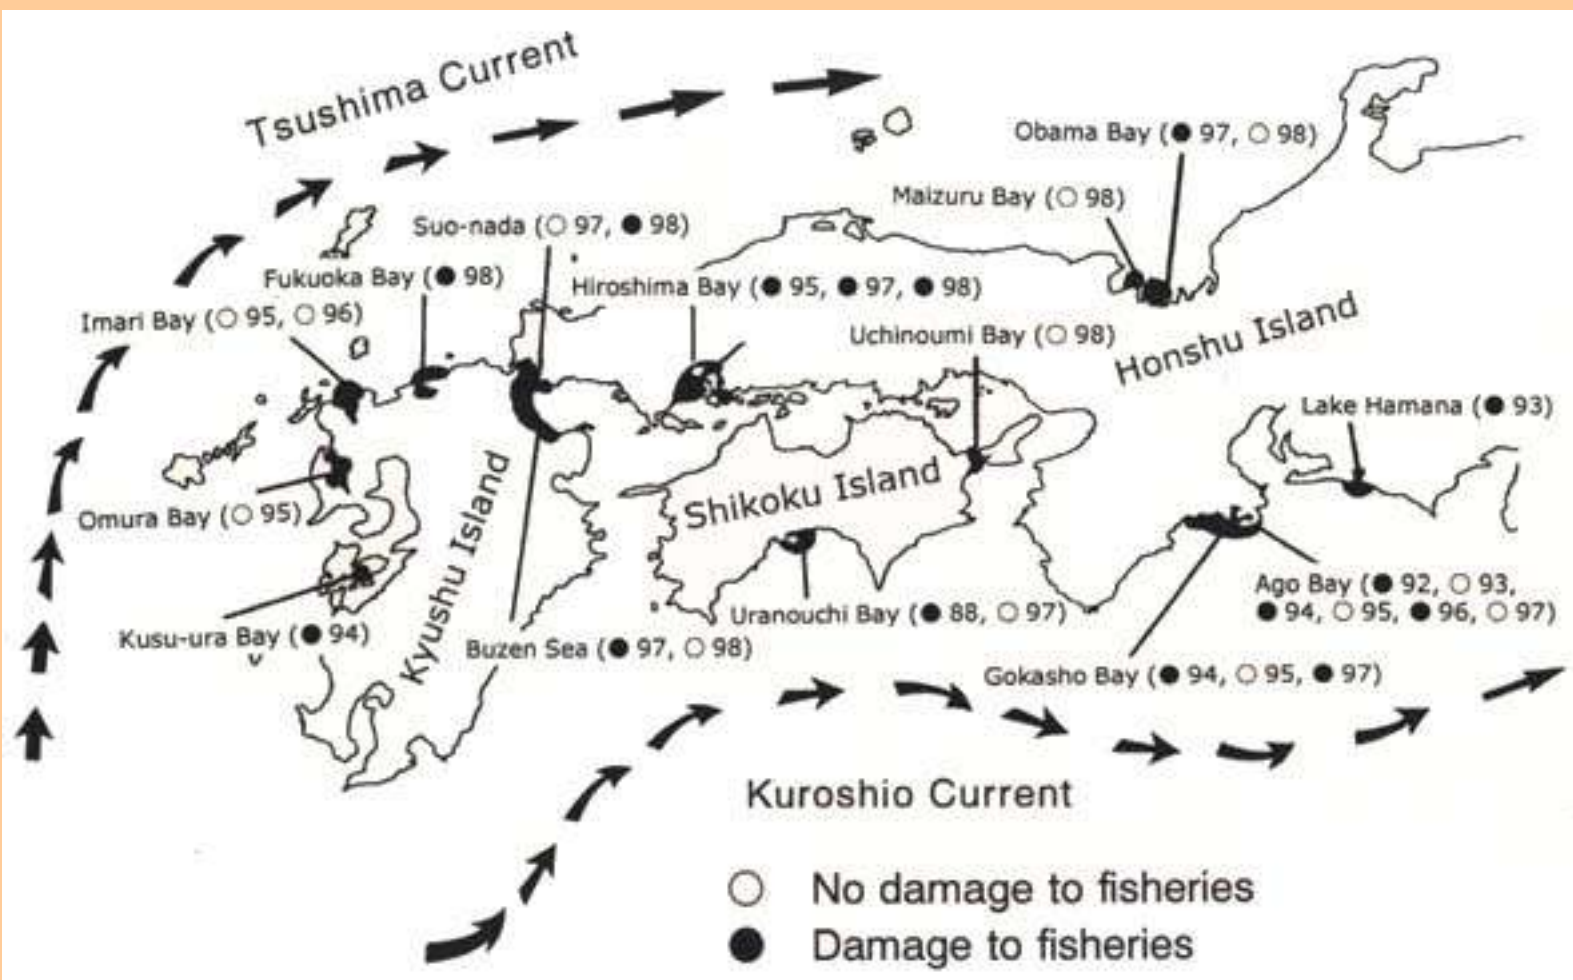 Tsushima Current
Obama Bay (● 97, ○ 98)
Maizuru Bay (○ 98)
Suo-nada (○ 97, ● 98)
Fukuoka Bay (● 98)
Hiroshima Bay (● 95, ● 97, ● 98)
Imari Bay (○ 95, ○ 96)
Uchinoumi Bay (○ 98)
Honshu Island
Lake Hamana (● 93)
Shikoku Island
Omura Bay (○ 95)
Kyushu Island
Ago Bay (● 92, ○ 93,
● 94, ○ 95, ● 96, ○ 97)
Uranouchi Bay (● 88, ○ 97)
Kusu-ura Bay (● 94)
Buzen Sea (● 97, ○ 98)
Gokasho Bay (● 94, ○ 95, ● 97)
Kuroshio Current
○ No damage to fisheries
● Damage to fisheries